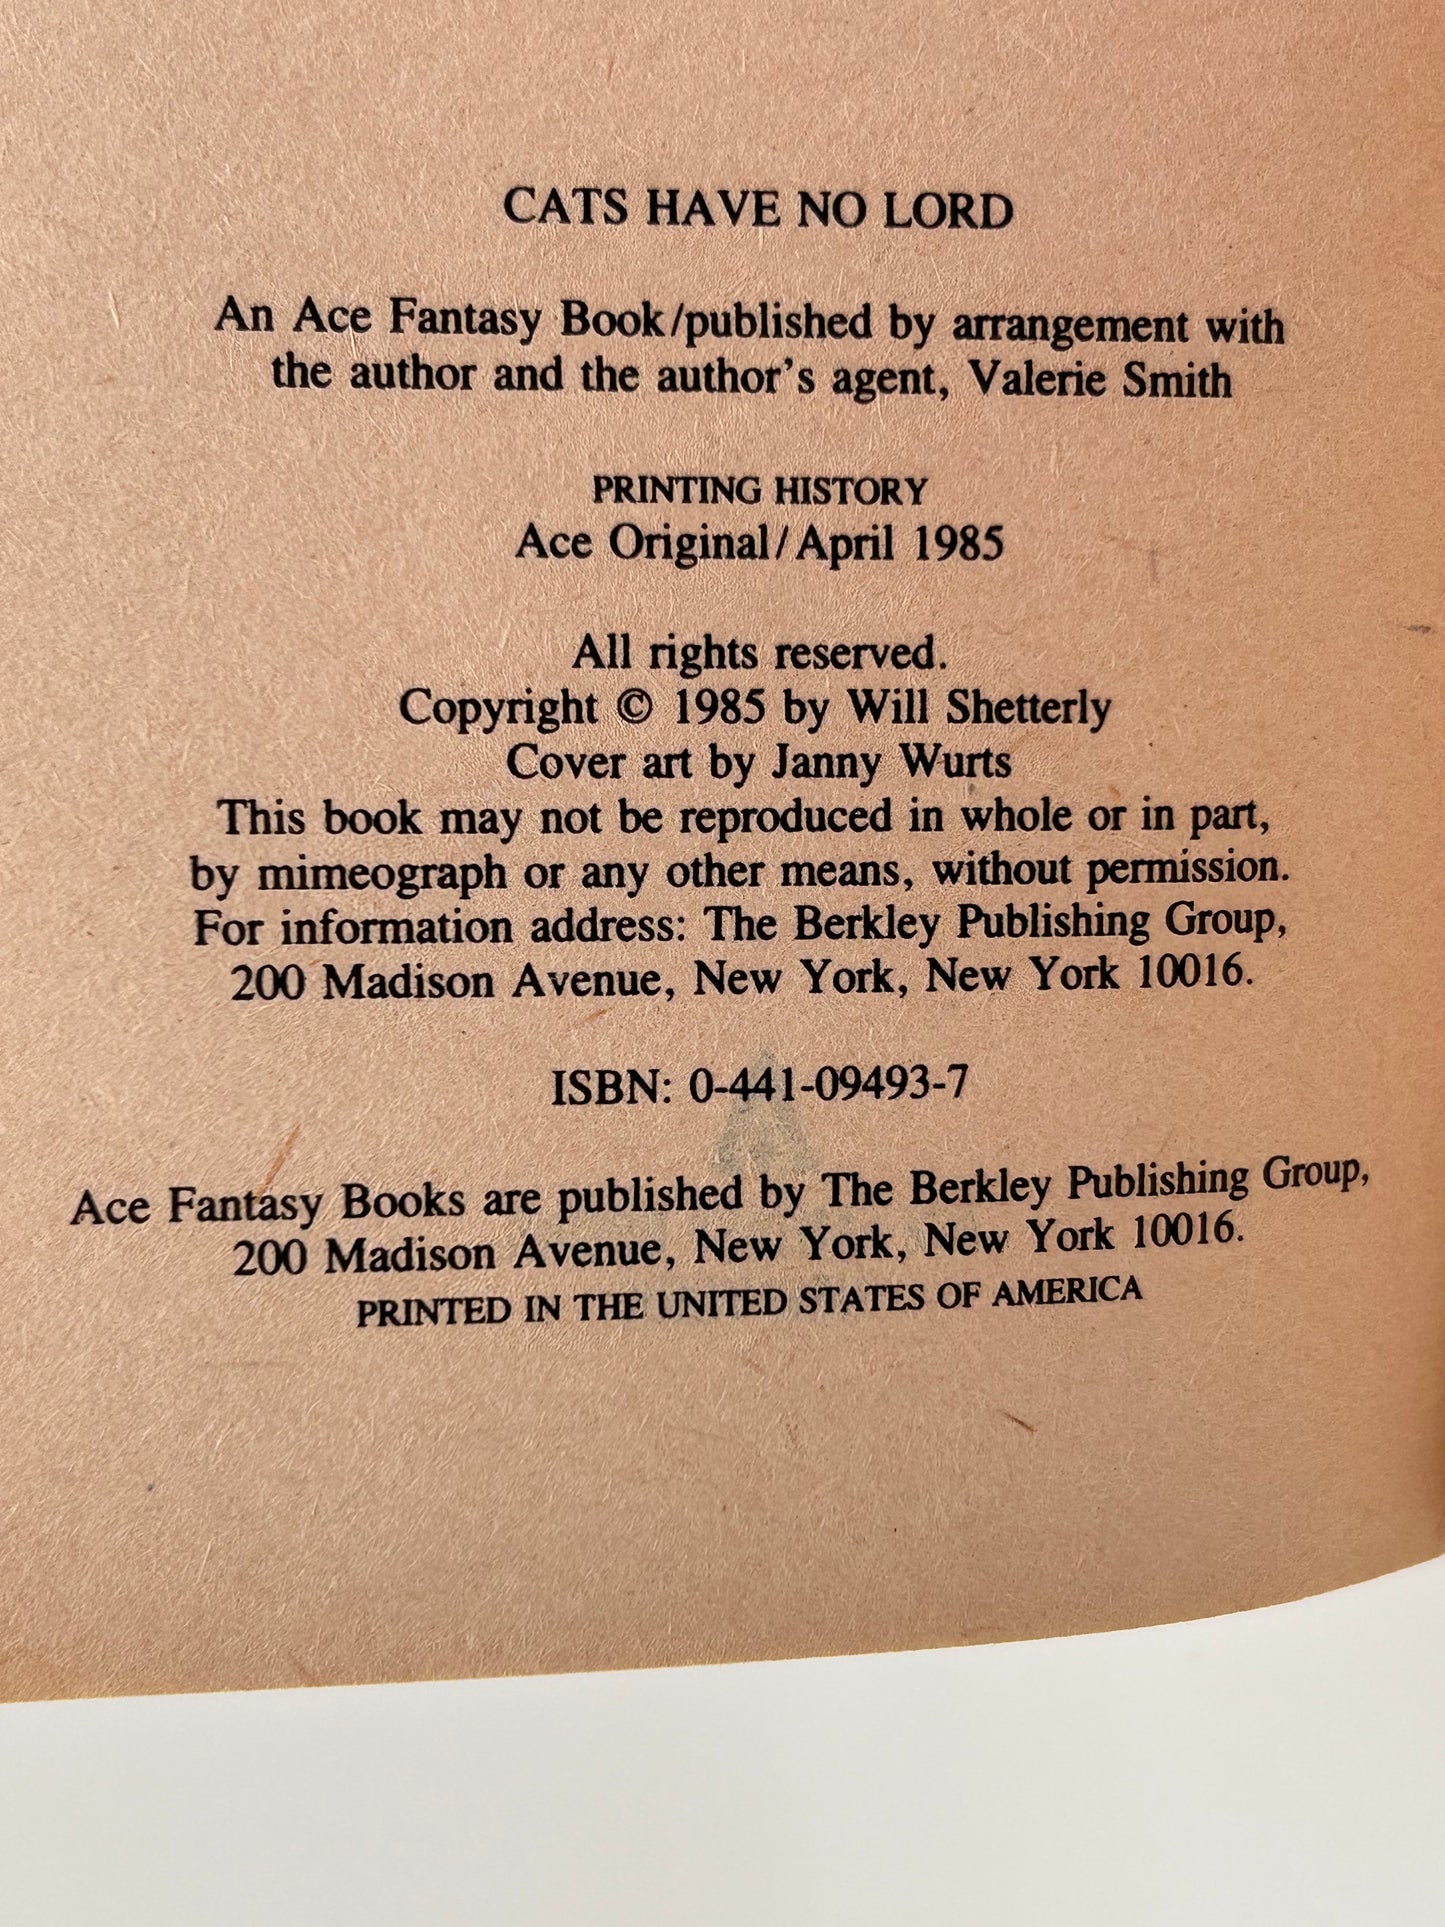 CATS HAVE NO LORD
An Ace Fantasy Book/published by arrangement with
the author and the author's agent, Valerie Smith
PRINTING HISTORY
Ace Original/April 1985
All rights reserved.
Copyright © 1985 by Will Shetterly
Cover art by Janny Wurts
This book may not be reproduced in whole or in part,
by mimeograph or any other means, without permission.
For information address: The Berkley Publishing Group,
200 Madison Avenue, New York, New York 10016.
ISBN: 0-441-09493-7
Ace Fantasy Books are published by The Berkley Publishing Group,
200 Madison Avenue, New York, New York 10016.
PRINTED IN THE UNITED STATES OF AMERICA